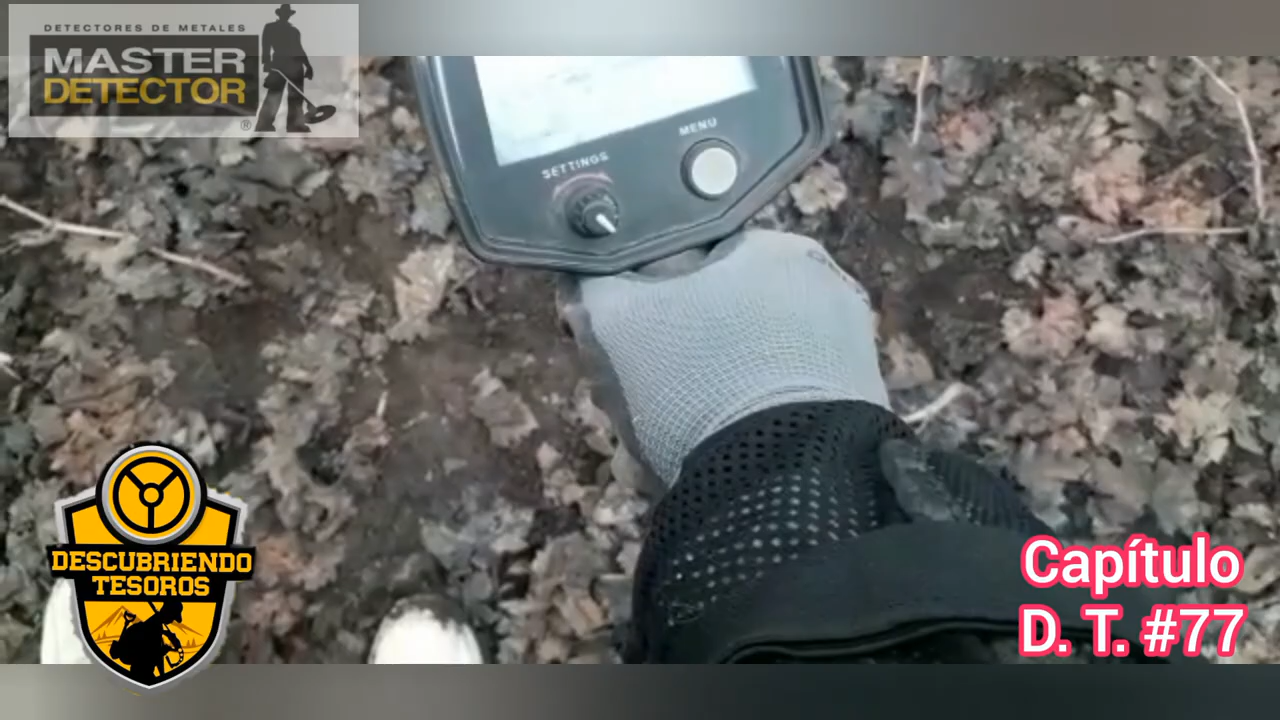 DETECTORES DE METALES
MASTER
DETECTOR
®
MENU
SETTINGS
DESCUBRIENDO
TESOROS
Capítulo
D. T. #77